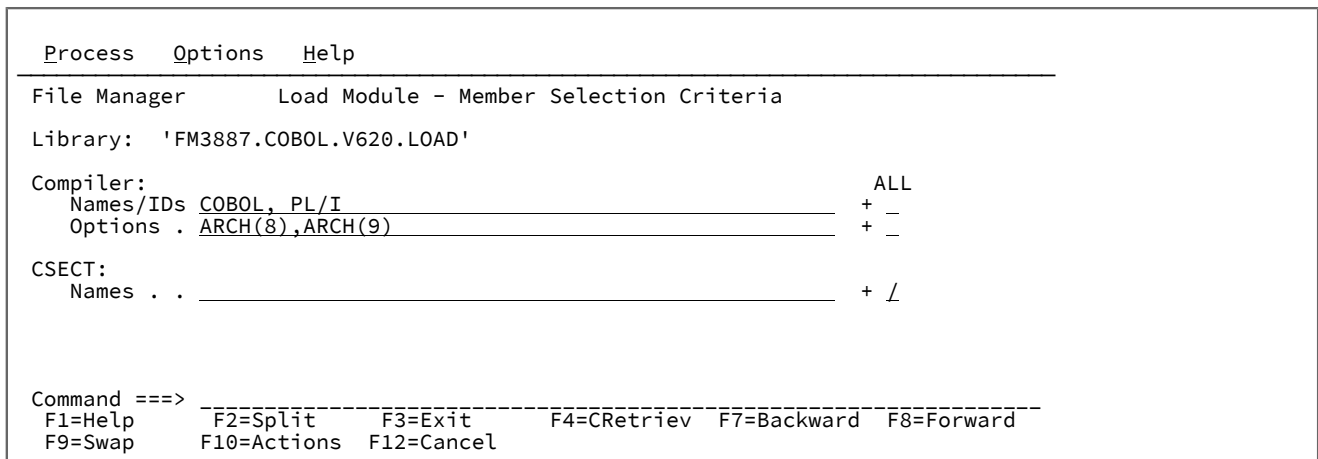 Process Options Help
File Manager Load Module - Member Selection Criteria
Library: 'FM3887.COBOL.V620.LOAD'
Compiler: ALL
Names/IDs COBOL, PL/I + _
Options . ARCH(8),ARCH(9) + _
CSECT:
Names . . + /
Command ===>
F1=Help F2=Split F3=Exit F4=CRetriev F7=Backward F8=Forward
F9=Swap F10=Actions F12=Cancel